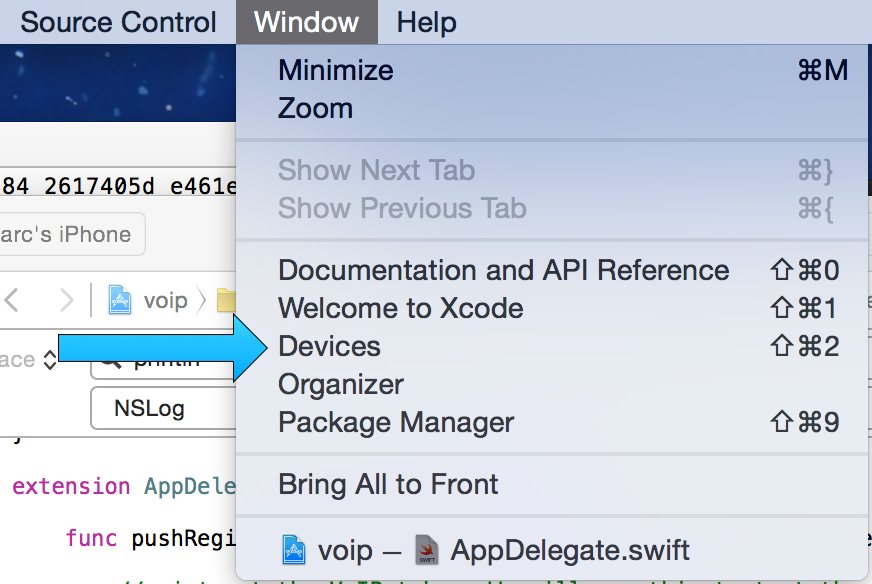 Source Control Window Help
Minimize ⌘M
Zoom
84 2617405d e461e
Show Next Tab ⌘}
Show Previous Tab ⌘{
arc's iPhone
Documentation and API Reference ⇧⌘0
voip
Welcome to Xcode ⇧⌘1
Devices ⇧⌘2
ace
println
Organizer
NSLog
Package Manager ⇧⌘9
}
extension AppDele
Bring All to Front
func pushRegi
voip — AppDelegate.swift
SWIFT